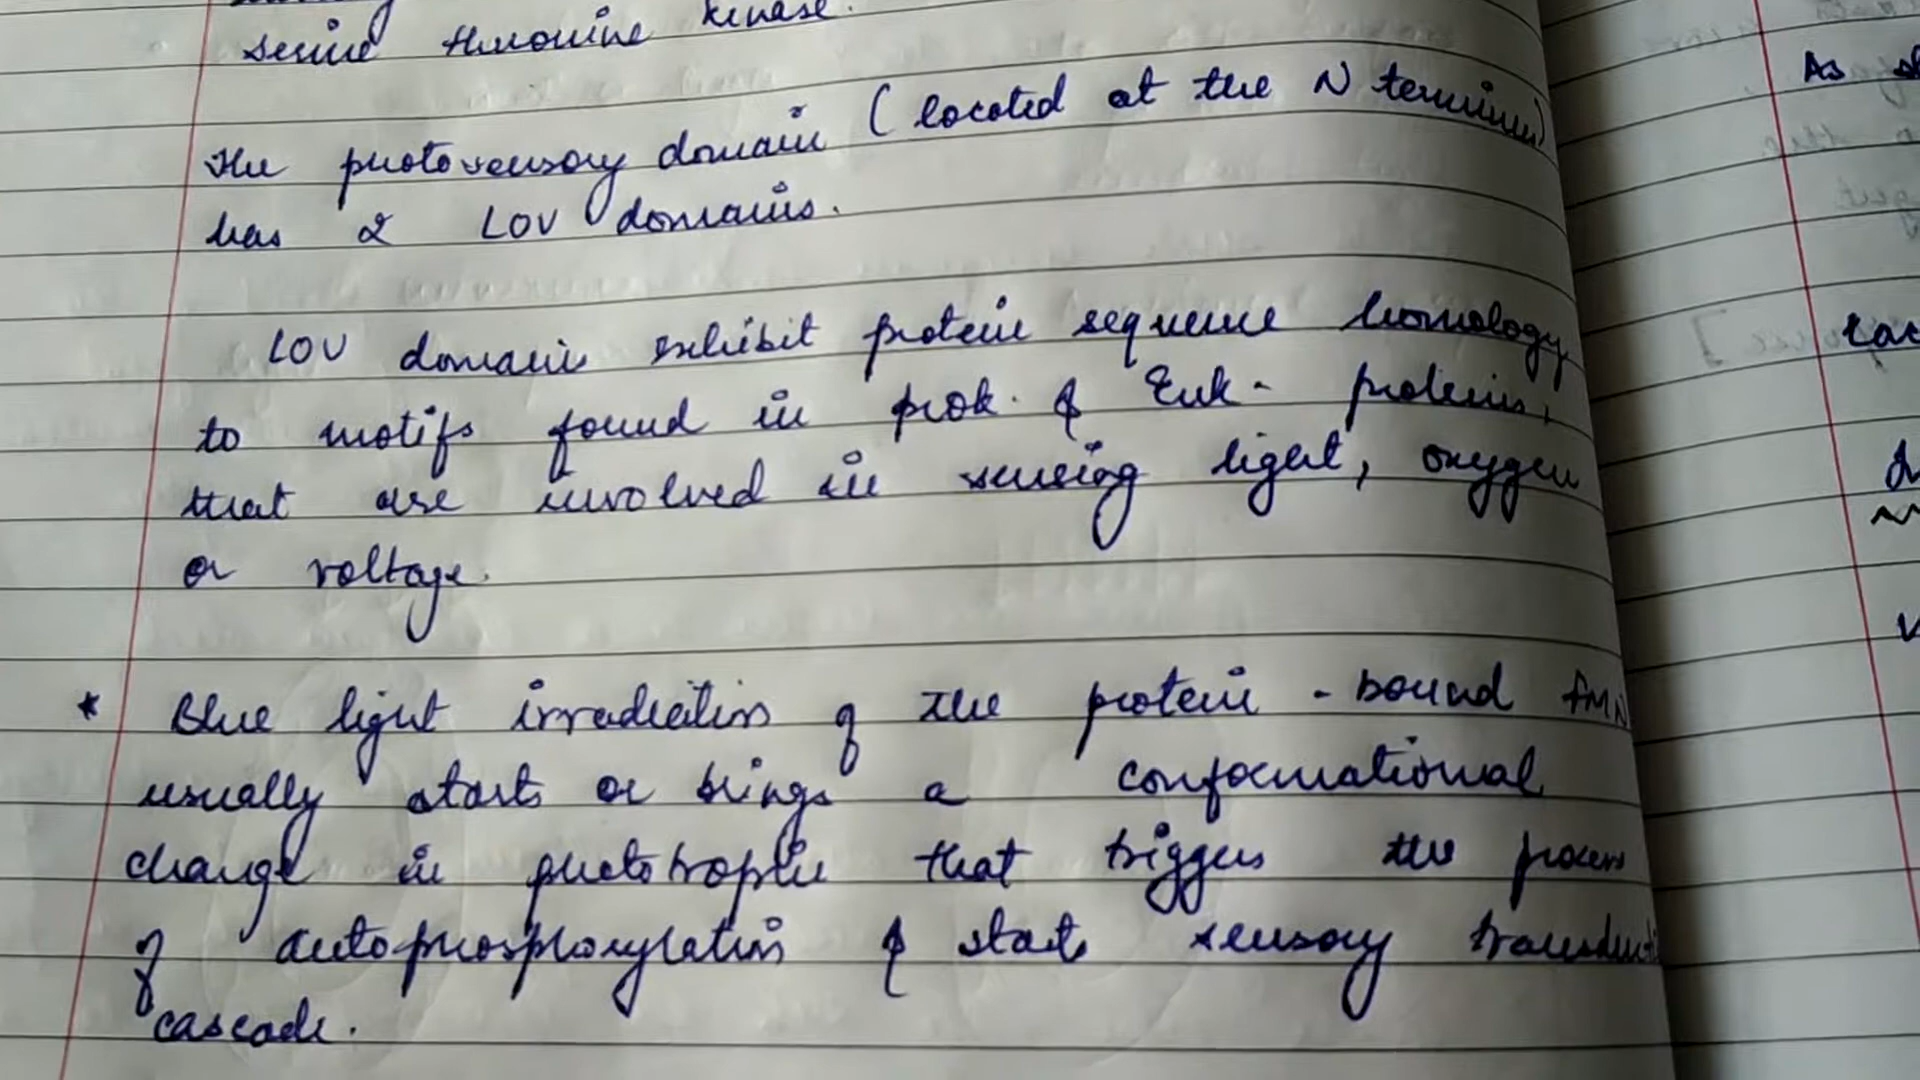 serine threonine kinase.
The photosensory domain (located at the N terminus)
has 2 LOV domains.
LOV domains exhibit protein sequence homology
to motifs found in prok. & Euk. proteins,
that are involved in sensing light, oxygen
or voltage.
* Blue light irradiation of the protein - bound FMN
usually starts or brings a conformational
change in phototropin that triggers the process
of autophosphorylation & starts sensory
cascade.
As